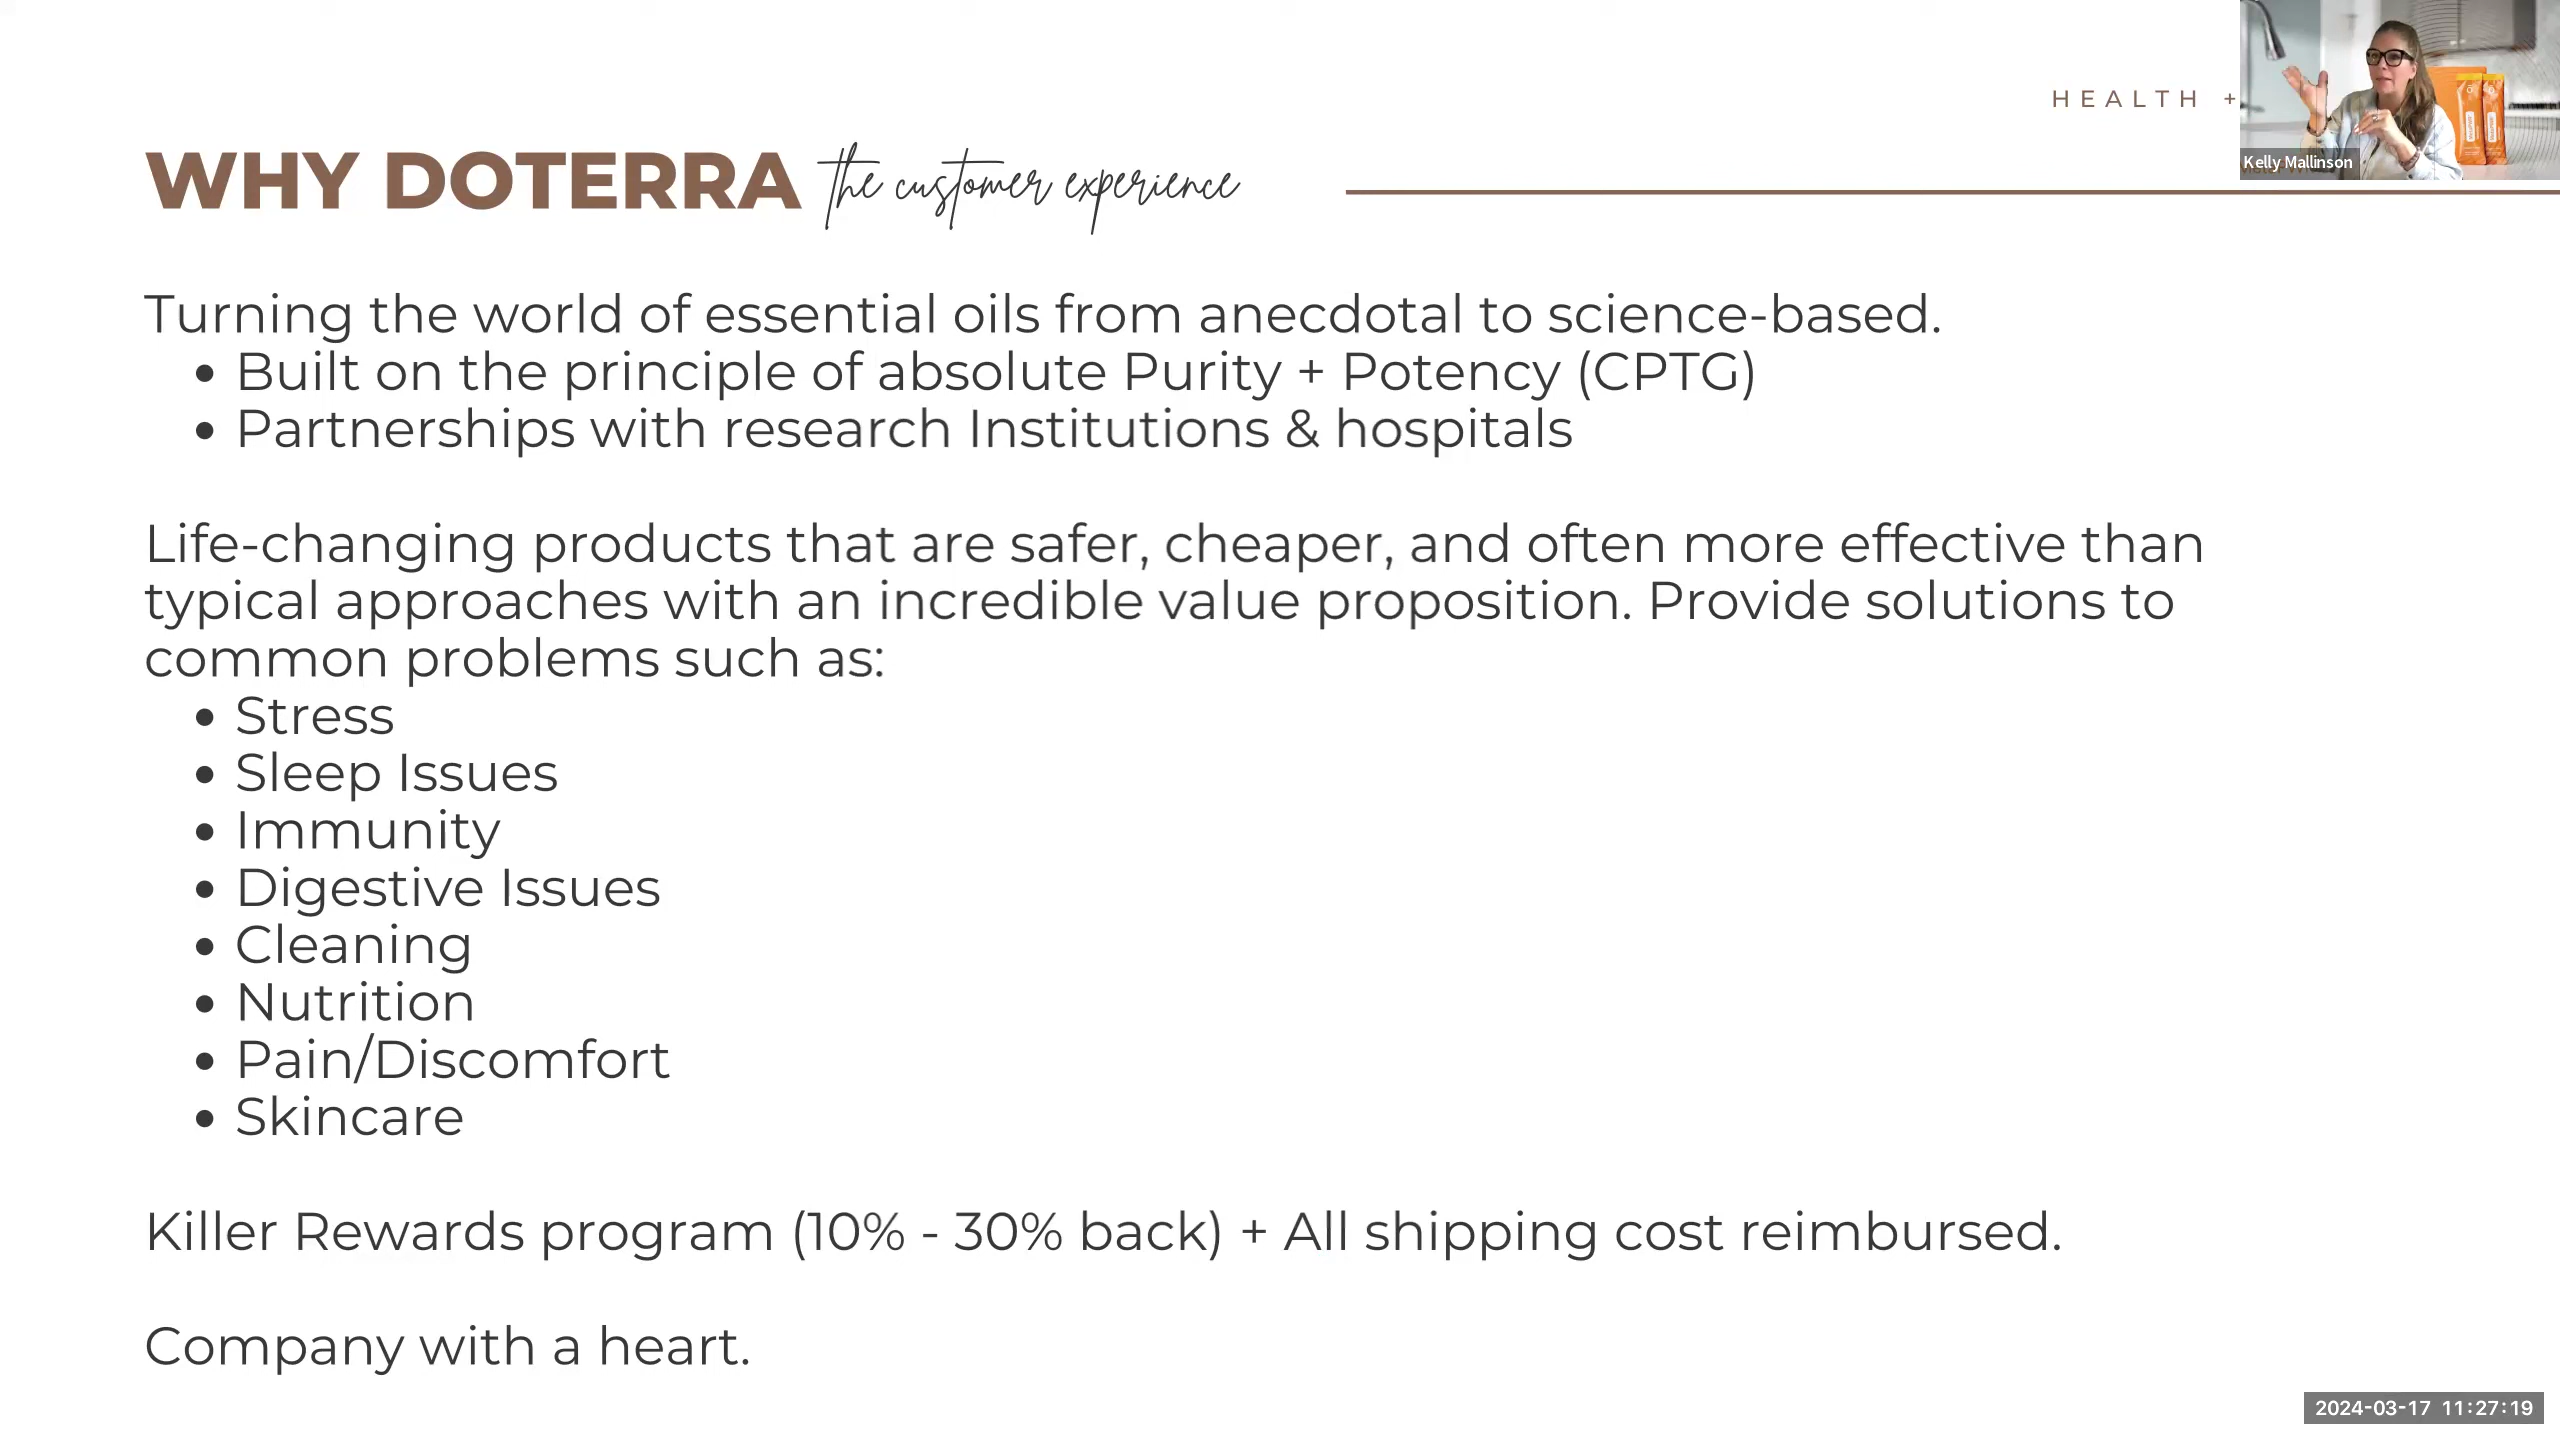 HEALTH +
WHY DOTERRA the customer experience
Kelly Mallinson
Turning the world of essential oils from anecdotal to science-based.
• Built on the principle of absolute Purity + Potency (CPTG)
• Partnerships with research Institutions & hospitals
Life-changing products that are safer, cheaper, and often more effective than
typical approaches with an incredible value proposition. Provide solutions to
common problems such as:
• Stress
• Sleep Issues
• Immunity
• Digestive Issues
• Cleaning
• Nutrition
• Pain/Discomfort
• Skincare
Killer Rewards program (10% - 30% back) + All shipping cost reimbursed.
Company with a heart.
2024-03-17 11:27:19